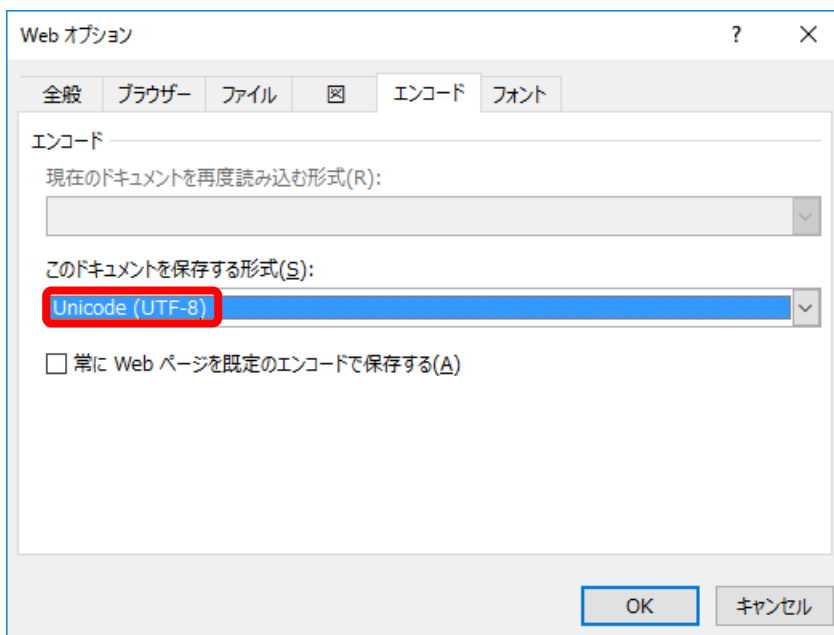 Web オプション ?
全般 ブラウザー ファイル 図 エンコード フォント
エンコード
現在のドキュメントを再度読み込む形式(R):
このドキュメントを保存する形式(S):
Unicode (UTF-8)
常に Web ページを既定のエンコードで保存する(A)
OK キャンセル